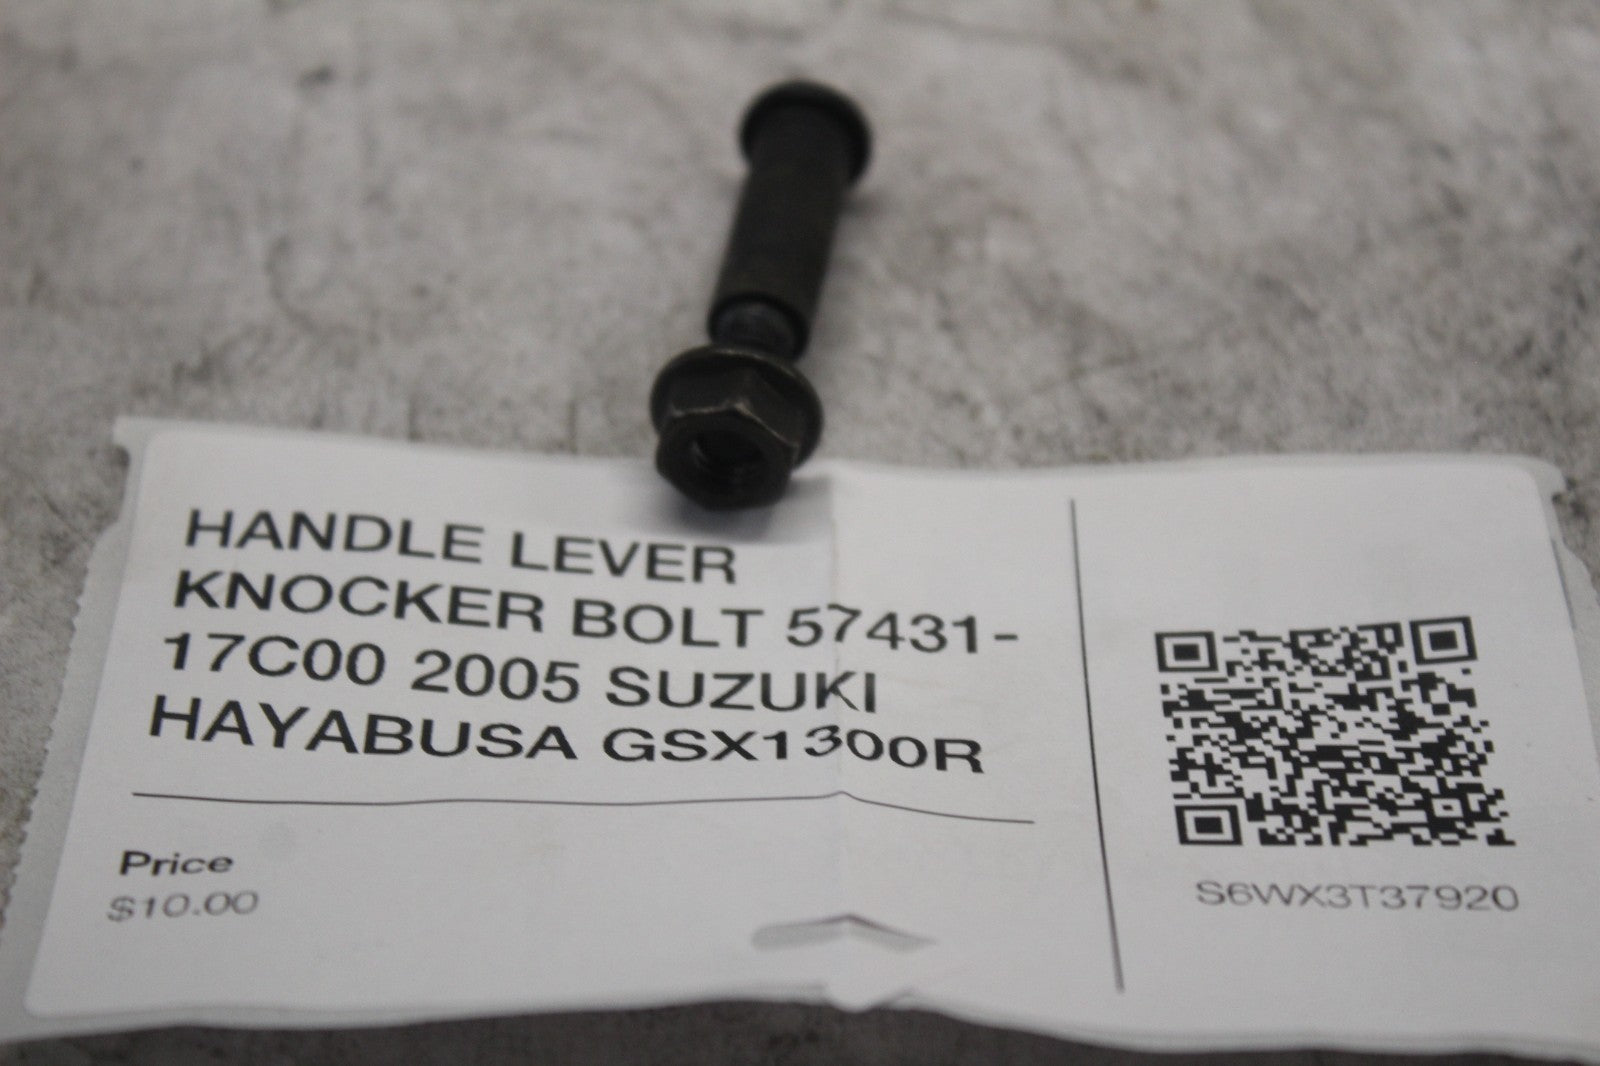 HANDLE LEVER
KNOCKER BOLT 57431-
17C00 2005 SUZUKI
HAYABUSA GSX1300R
Price
$10.00
S6WX3T37920